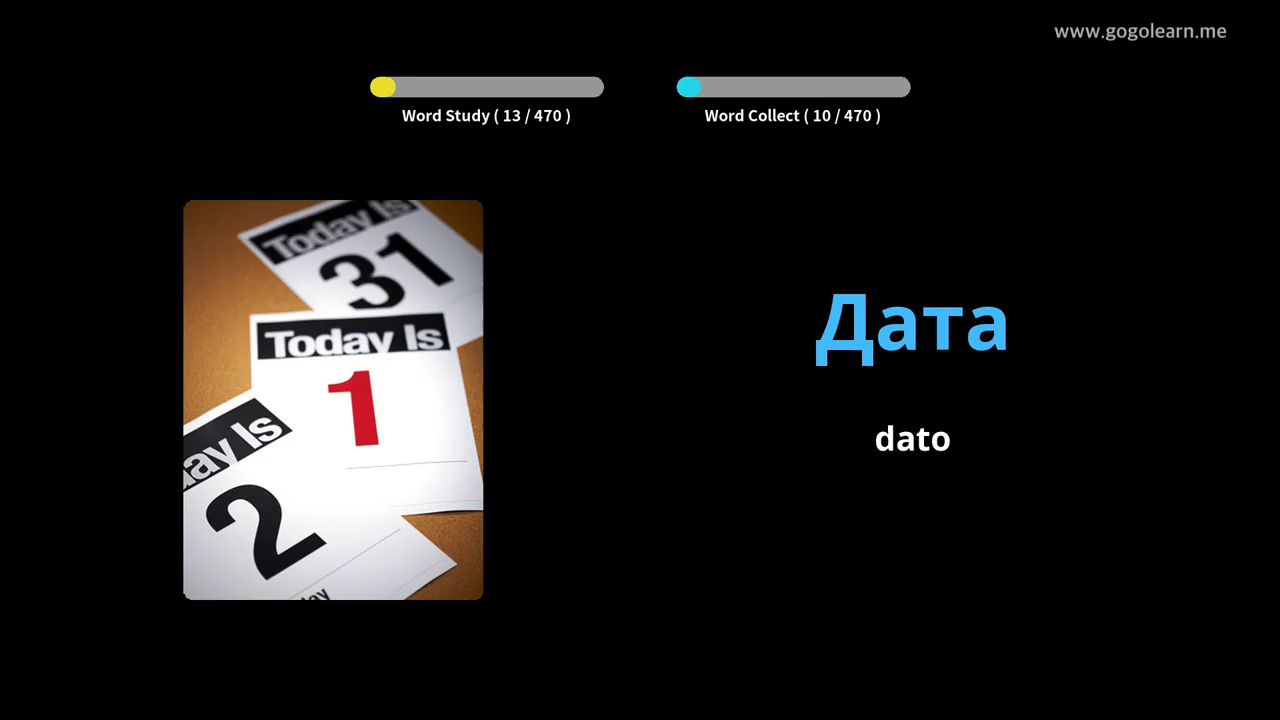 www.gogolearn.me
Word Study ( 13 / 470 )
Word Collect ( 10 / 470 )
Today Is
31
Today Is
1
day Is
2
Дата
dato